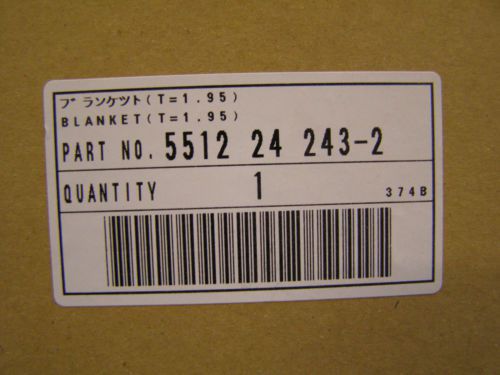 ブランケツト(T=1.95)
BLANKET(T=1.95)
PART NO. 5512 24 243-2
QUANTITY 1 374B